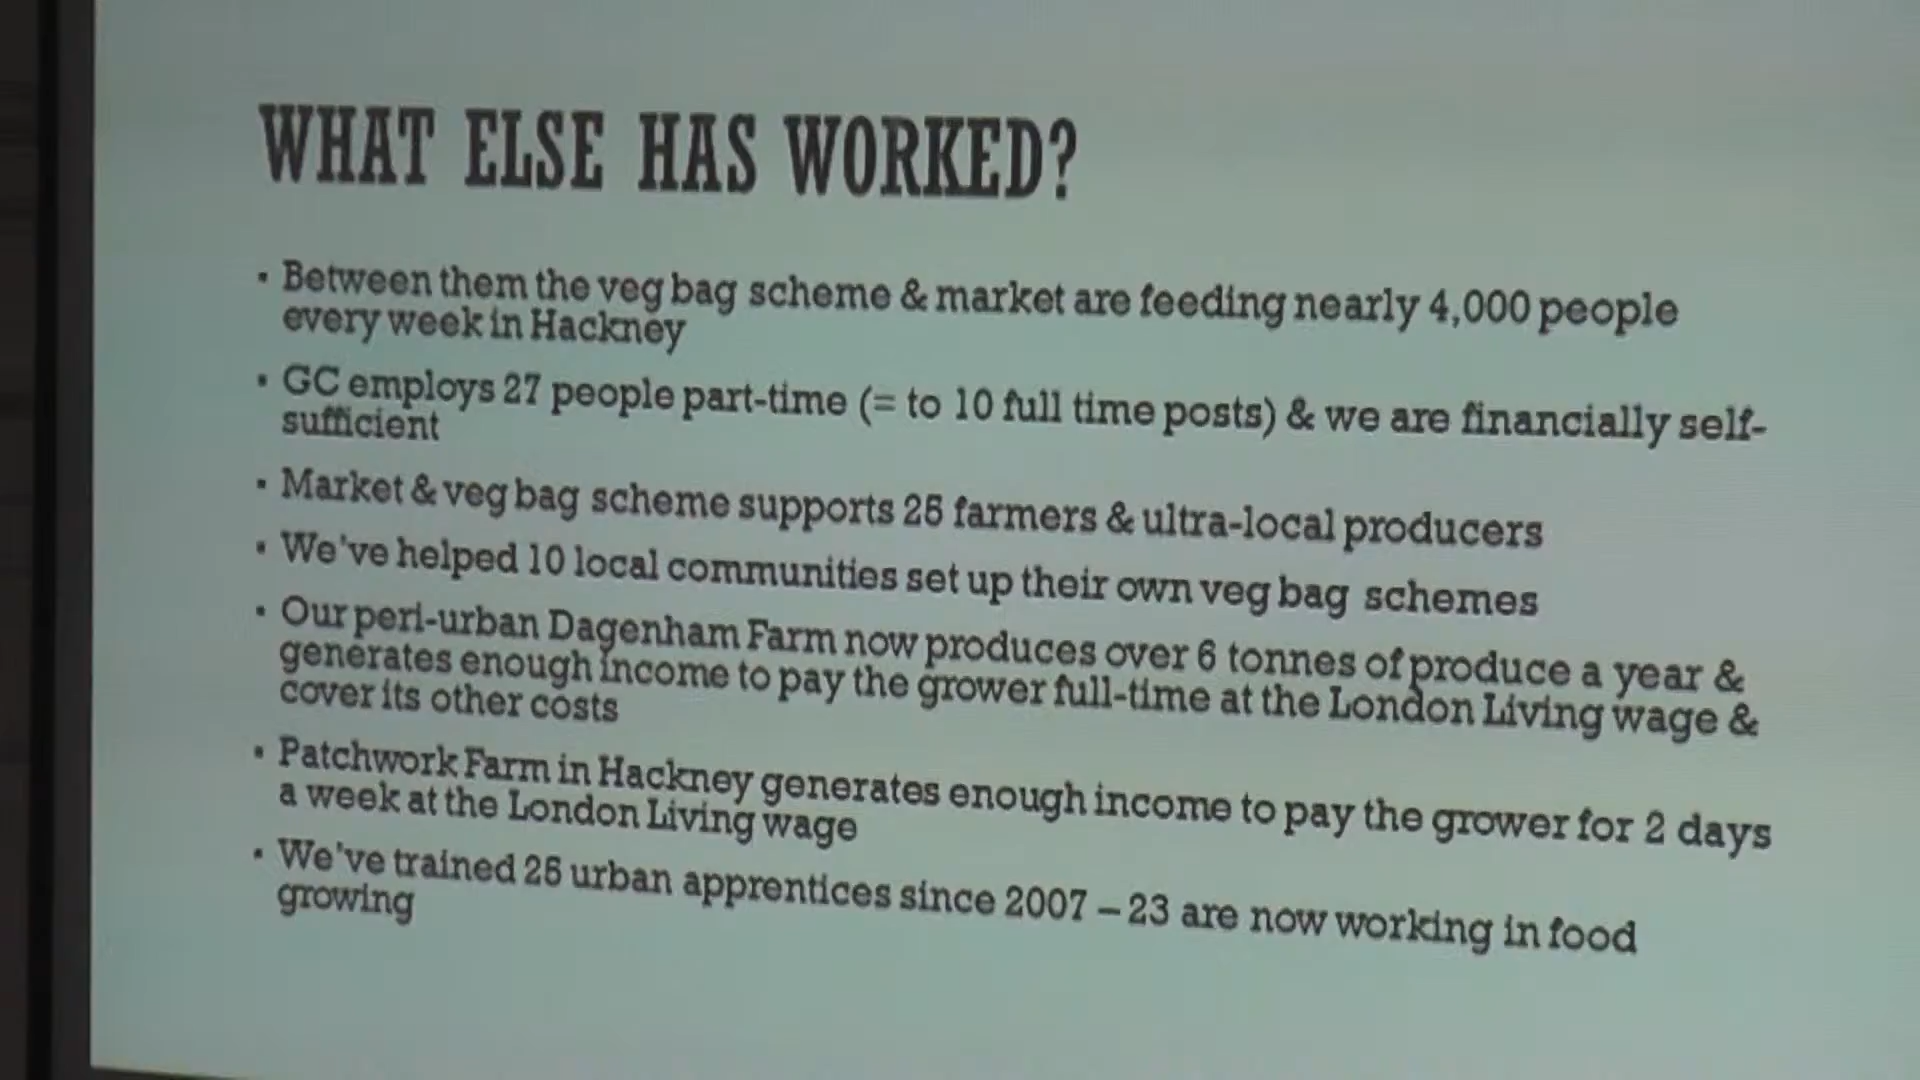 WHAT ELSE HAS WORKED?
▪ Between them the veg bag scheme & market are feeding nearly 4,000 people
every week in Hackney
▪ GC employs 27 people part-time (= to 10 full time posts) & we are financially self-
sufficient
▪ Market & veg bag scheme supports 25 farmers & ultra-local producers
▪ We've helped 10 local communities set up their own veg bag schemes
▪ Our peri-urban Dagenham Farm now produces over 6 tonnes of produce a year &
generates enough income to pay the grower full-time at the London Living wage &
cover its other costs
▪ Patchwork Farm in Hackney generates enough income to pay the grower for 2 days
a week at the London Living wage
▪ We've trained 25 urban apprentices since 2007 – 23 are now working in food
growing